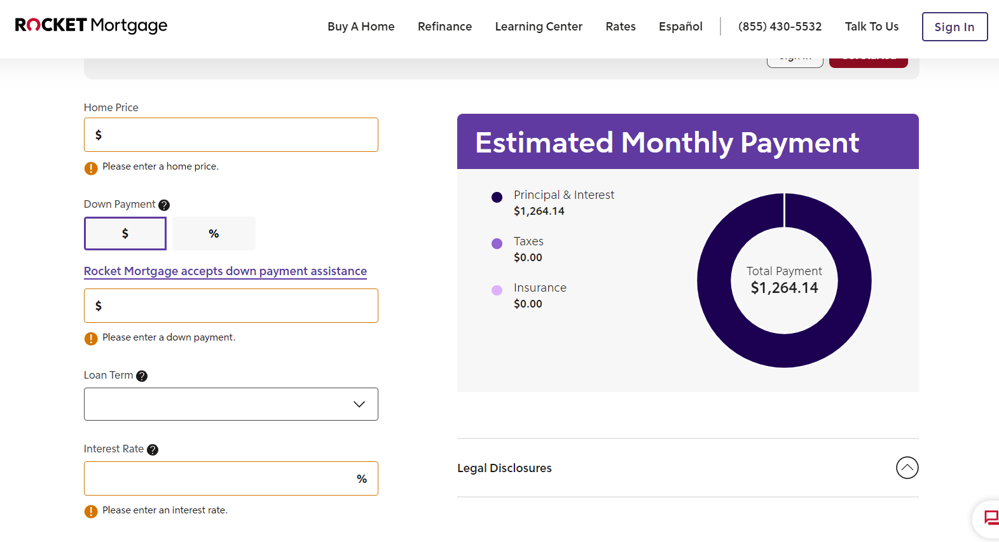 ROCKET Mortgage
Buy A Home
Refinance
Learning Center
Rates
Español
(855) 430-5532
Talk To Us
Sign In
Home Price
$
! Please enter a home price.
Down Payment ?
$
%
Rocket Mortgage accepts down payment assistance
$
! Please enter a down payment.
Loan Term ?
Interest Rate ?
%
! Please enter an interest rate.
Estimated Monthly Payment
Principal & Interest
$1,264.14
Taxes
$0.00
Insurance
$0.00
Total Payment
$1,264.14
Legal Disclosures